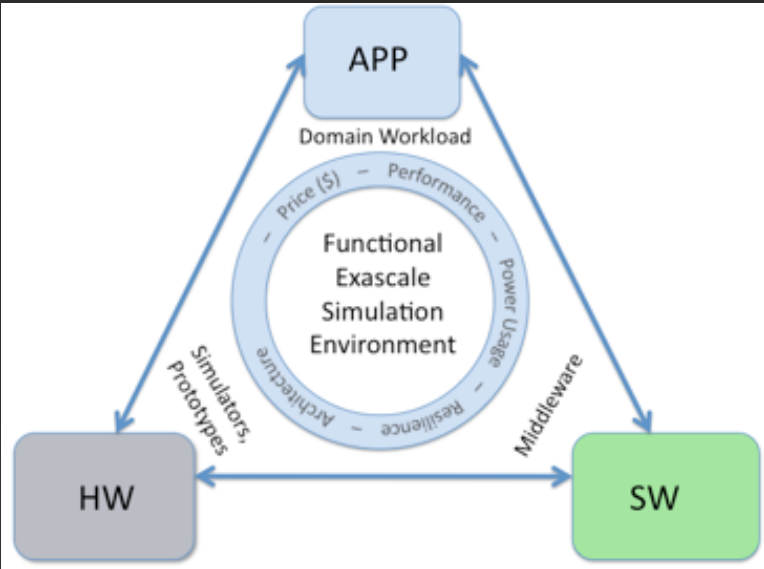 APP
Domain Workload
– Price ($) – Performance – Power Usage – Resilience – Architecture
Functional
Exascale
Simulation
Environment
Simulators,
Prototypes
Middleware
HW
SW